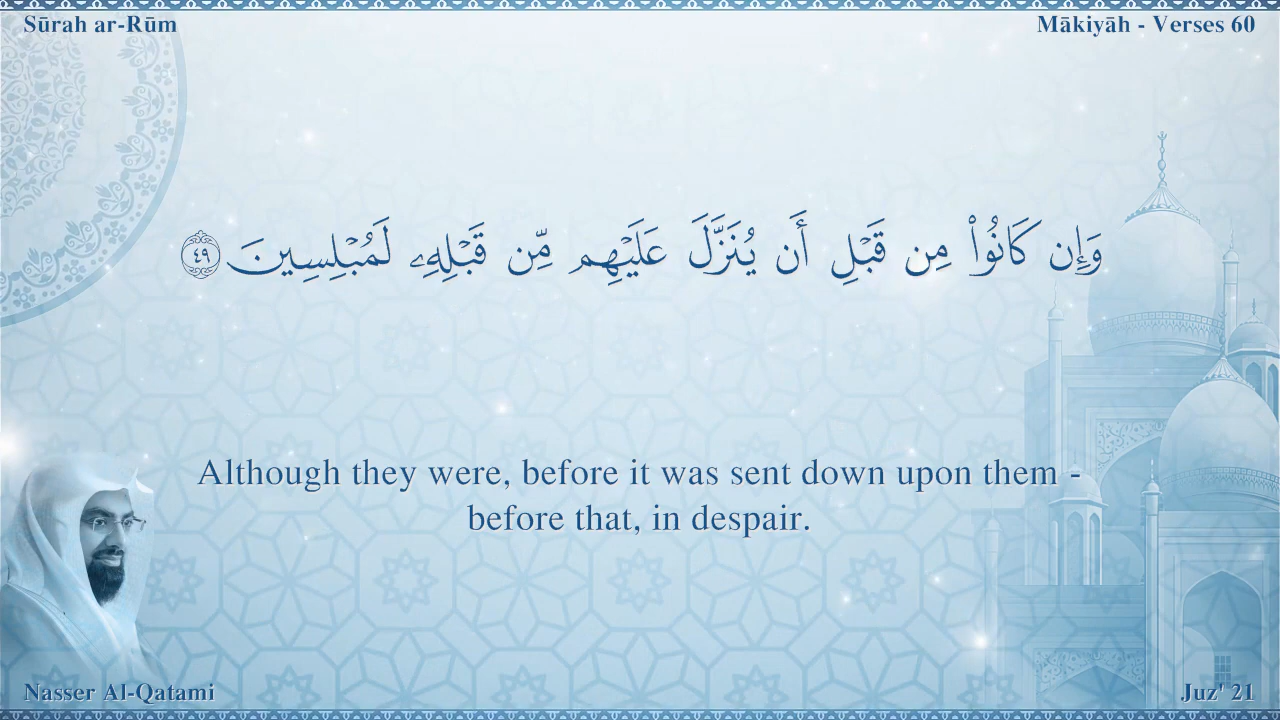 Sūrah ar-Rūm
Mākiyāh - Verses 60
وَإِن كَانُوا۟ مِن قَبْلِ أَن يُنَزَّلَ عَلَيْهِم مِّن قَبْلِهِۦ لَمُبْلِسِينَ ٤٩
Although they were, before it was sent down upon them -
before that, in despair.
Nasser Al-Qatami
Juz' 21